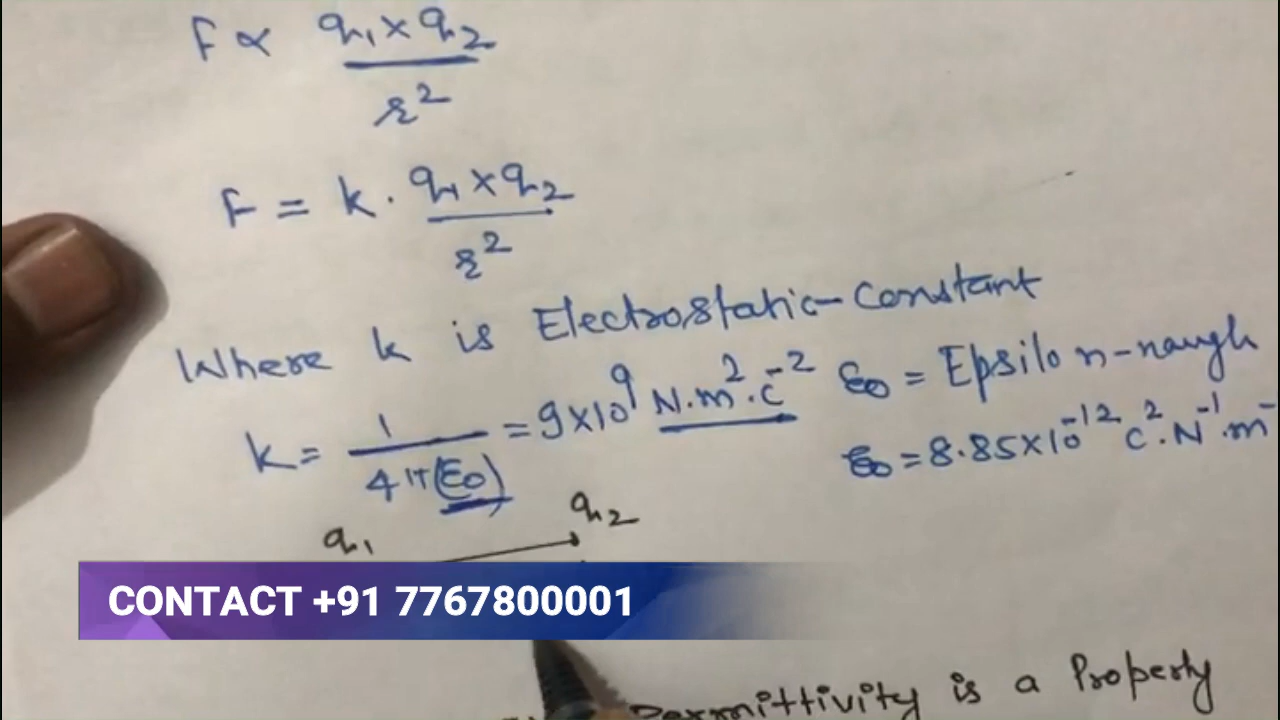 F ∝ q1 × q2
r²
F = k . q1 × q2
r²
Where k is Electrostatic-Constant
k = 1 = 9×10⁹ N.m².C⁻² ε0 = Epsilon-naugh
4π(ε0) ε0 = 8.85×10⁻¹² C².N⁻¹.m⁻
q1 q2
CONTACT +91 7767800001
Permittivity is a Property